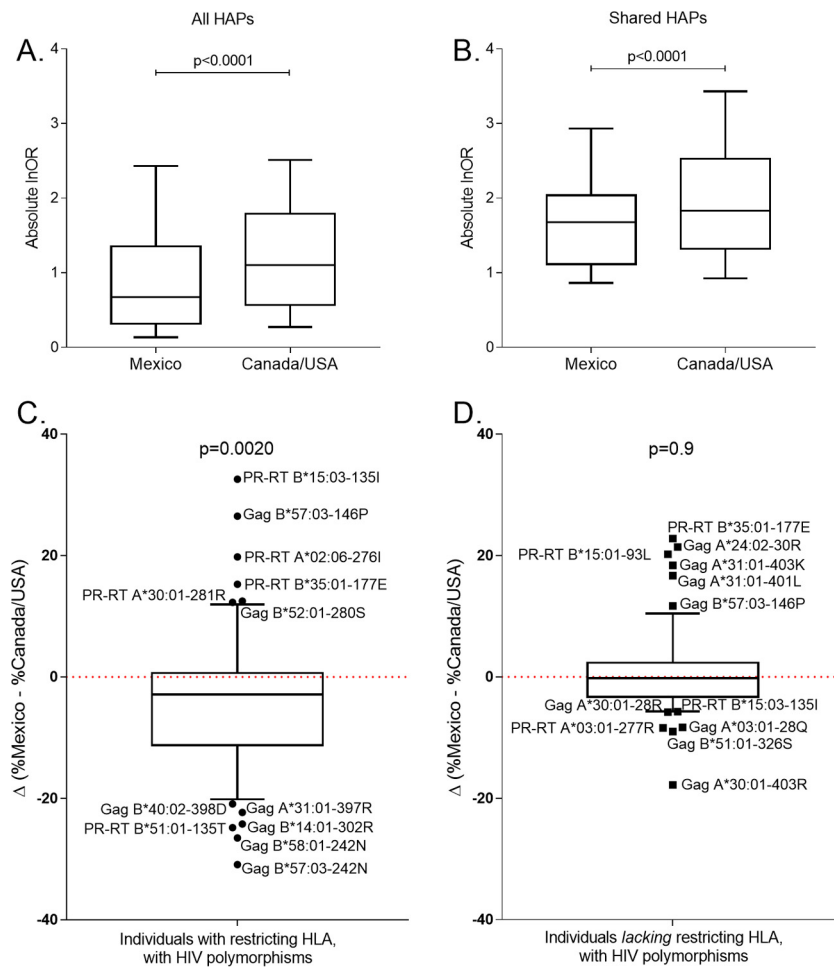 All HAPs
A.
4
3
2
1
0
Absolute lnOR
p<0.0001
Mexico
Canada/USA
Shared HAPs
B.
4
3
2
1
0
Absolute lnOR
p<0.0001
Mexico
Canada/USA
C.
40
20
0
-20
-40
Δ (%Mexico - %Canada/USA)
p=0.0020
PR-RT B*15:03-135I
Gag B*57:03-146P
PR-RT A*02:06-276I
PR-RT B*35:01-177E
PR-RT A*30:01-281R
Gag B*52:01-280S
Gag B*40:02-398D
Gag A*31:01-397R
PR-RT B*51:01-135T
Gag B*14:01-302R
Gag B*58:01-242N
Gag B*57:03-242N
Individuals with restricting HLA,
with HIV polymorphisms
D.
40
20
0
-20
-40
Δ (%Mexico - %Canada/USA)
p=0.9
PR-RT B*35:01-177E
Gag A*24:02-30R
PR-RT B*15:01-93L
Gag A*31:01-403K
Gag A*31:01-401L
Gag B*57:03-146P
Gag A*30:01-28R
PR-RT B*15:03-135I
PR-RT A*03:01-277R
Gag A*03:01-28Q
Gag B*51:01-326S
Gag A*30:01-403R
Individuals lacking restricting HLA,
with HIV polymorphisms